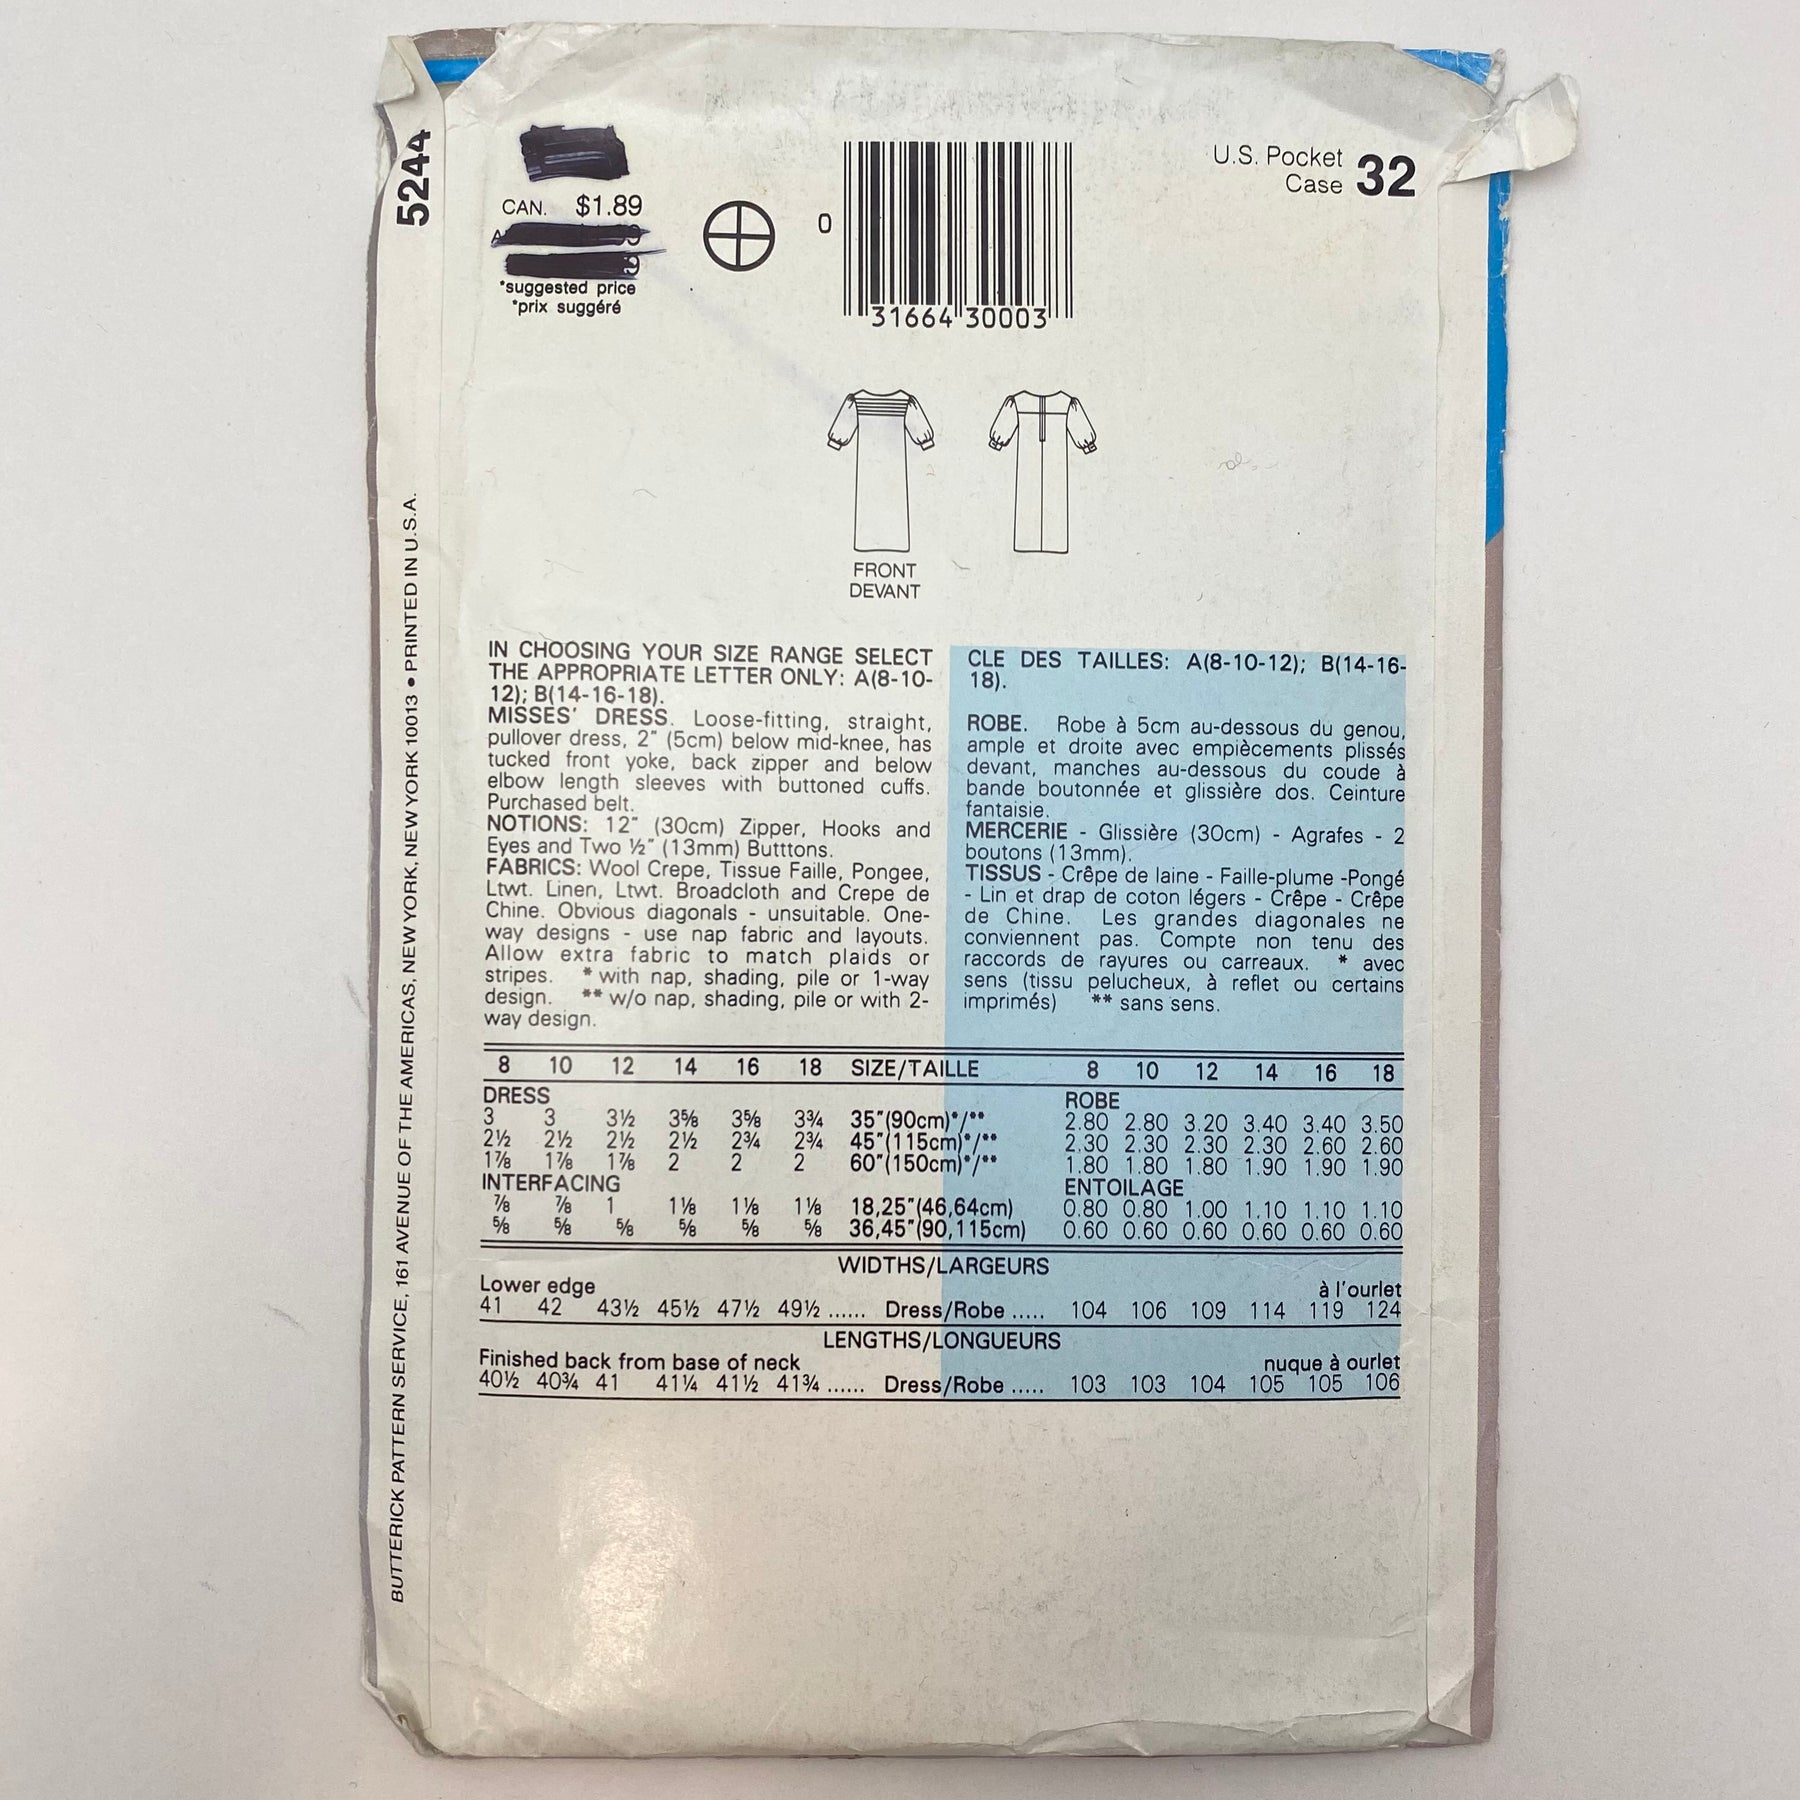 5244
CAN. $1.89
*suggested price
*prix suggéré
0
31664 30003
U.S. Pocket
Case 32
FRONT
DEVANT
BUTTERICK PATTERN SERVICE, 161 AVENUE OF THE AMERICAS, NEW YORK, NEW YORK 10013 • PRINTED IN U.S.A.
IN CHOOSING YOUR SIZE RANGE SELECT
THE APPROPRIATE LETTER ONLY: A(8-10-
12); B(14-16-18).
MISSES' DRESS. Loose-fitting, straight,
pullover dress, 2" (5cm) below mid-knee, has
tucked front yoke, back zipper and below
elbow length sleeves with buttoned cuffs.
Purchased belt.
NOTIONS: 12" (30cm) Zipper, Hooks and
Eyes and Two ½" (13mm) Butttons.
FABRICS: Wool Crepe, Tissue Faille, Pongee,
Ltwt. Linen, Ltwt. Broadcloth and Crepe de
Chine. Obvious diagonals - unsuitable. One-
way designs - use nap fabric and layouts.
Allow extra fabric to match plaids or
stripes. * with nap, shading, pile or 1-way
design. ** w/o nap, shading, pile or with 2-
way design.
CLE DES TAILLES: A(8-10-12); B(14-16-
18).
ROBE. Robe à 5cm au-dessous du genou,
ample et droite avec empiècements plissés
devant, manches au-dessous du coude à
bande boutonnée et glissière dos. Ceinture
fantaisie.
MERCERIE - Glissière (30cm) - Agrafes - 2
boutons (13mm).
TISSUS - Crêpe de laine - Faille-plume -Pongé
- Lin et drap de coton légers - Crêpe - Crêpe
de Chine. Les grandes diagonales ne
conviennent pas. Compte non tenu des
raccords de rayures ou carreaux. * avec
sens (tissu pelucheux, à reflet ou certains
imprimés) ** sans sens.
8 10 12 14 16 18 SIZE/TAILLE 8 10 12 14 16 18
DRESS ROBE
3 3 3½ 3⅝ 3⅝ 3¾ 35"(90cm)*/** 2.80 2.80 3.20 3.40 3.40 3.50
2½ 2½ 2½ 2½ 2¾ 2¾ 45"(115cm)*/** 2.30 2.30 2.30 2.30 2.60 2.60
1⅞ 1⅞ 1⅞ 2 2 2 60"(150cm)*/** 1.80 1.80 1.80 1.90 1.90 1.90
INTERFACING ENTOILAGE
⅞ ⅞ 1 1⅛ 1⅛ 1⅛ 18,25"(46,64cm) 0.80 0.80 1.00 1.10 1.10 1.10
⅝ ⅝ ⅝ ⅝ ⅝ ⅝ 36,45"(90,115cm) 0.60 0.60 0.60 0.60 0.60 0.60
WIDTHS/LARGEURS
Lower edge à l'ourlet
41 42 43½ 45½ 47½ 49½ ...... Dress/Robe ..... 104 106 109 114 119 124
LENGTHS/LONGUEURS
Finished back from base of neck nuque à ourlet
40½ 40¾ 41 41¼ 41½ 41¾ ...... Dress/Robe ..... 103 103 104 105 105 106